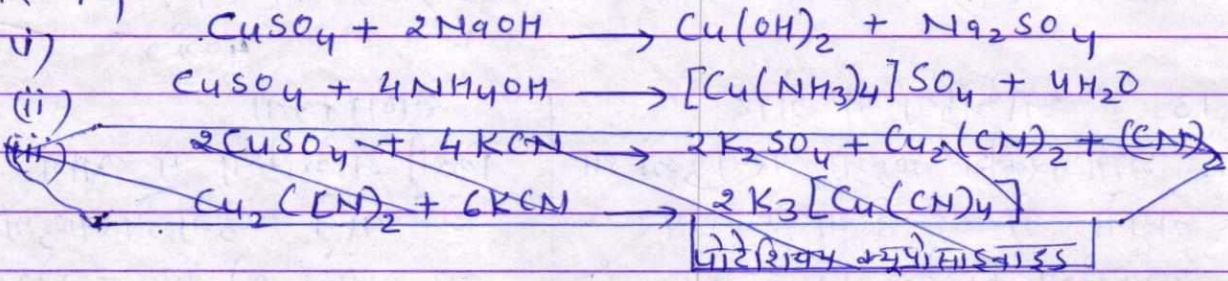 i) CuSO4 + 2NaOH ⟶ Cu(OH)2 + Na2SO4
(ii) CuSO4 + 4NH4OH ⟶ [Cu(NH3)4]SO4 + 4H2O
(iii) 2CuSO4 + 4KCN → 2K2SO4 + Cu2(CN)2 + (CN)2
Cu2(CN)2 + 6KCN ⟶ 2K3[Cu(CN)4]
पोटेशियम क्यूप्रोसाइनाइड